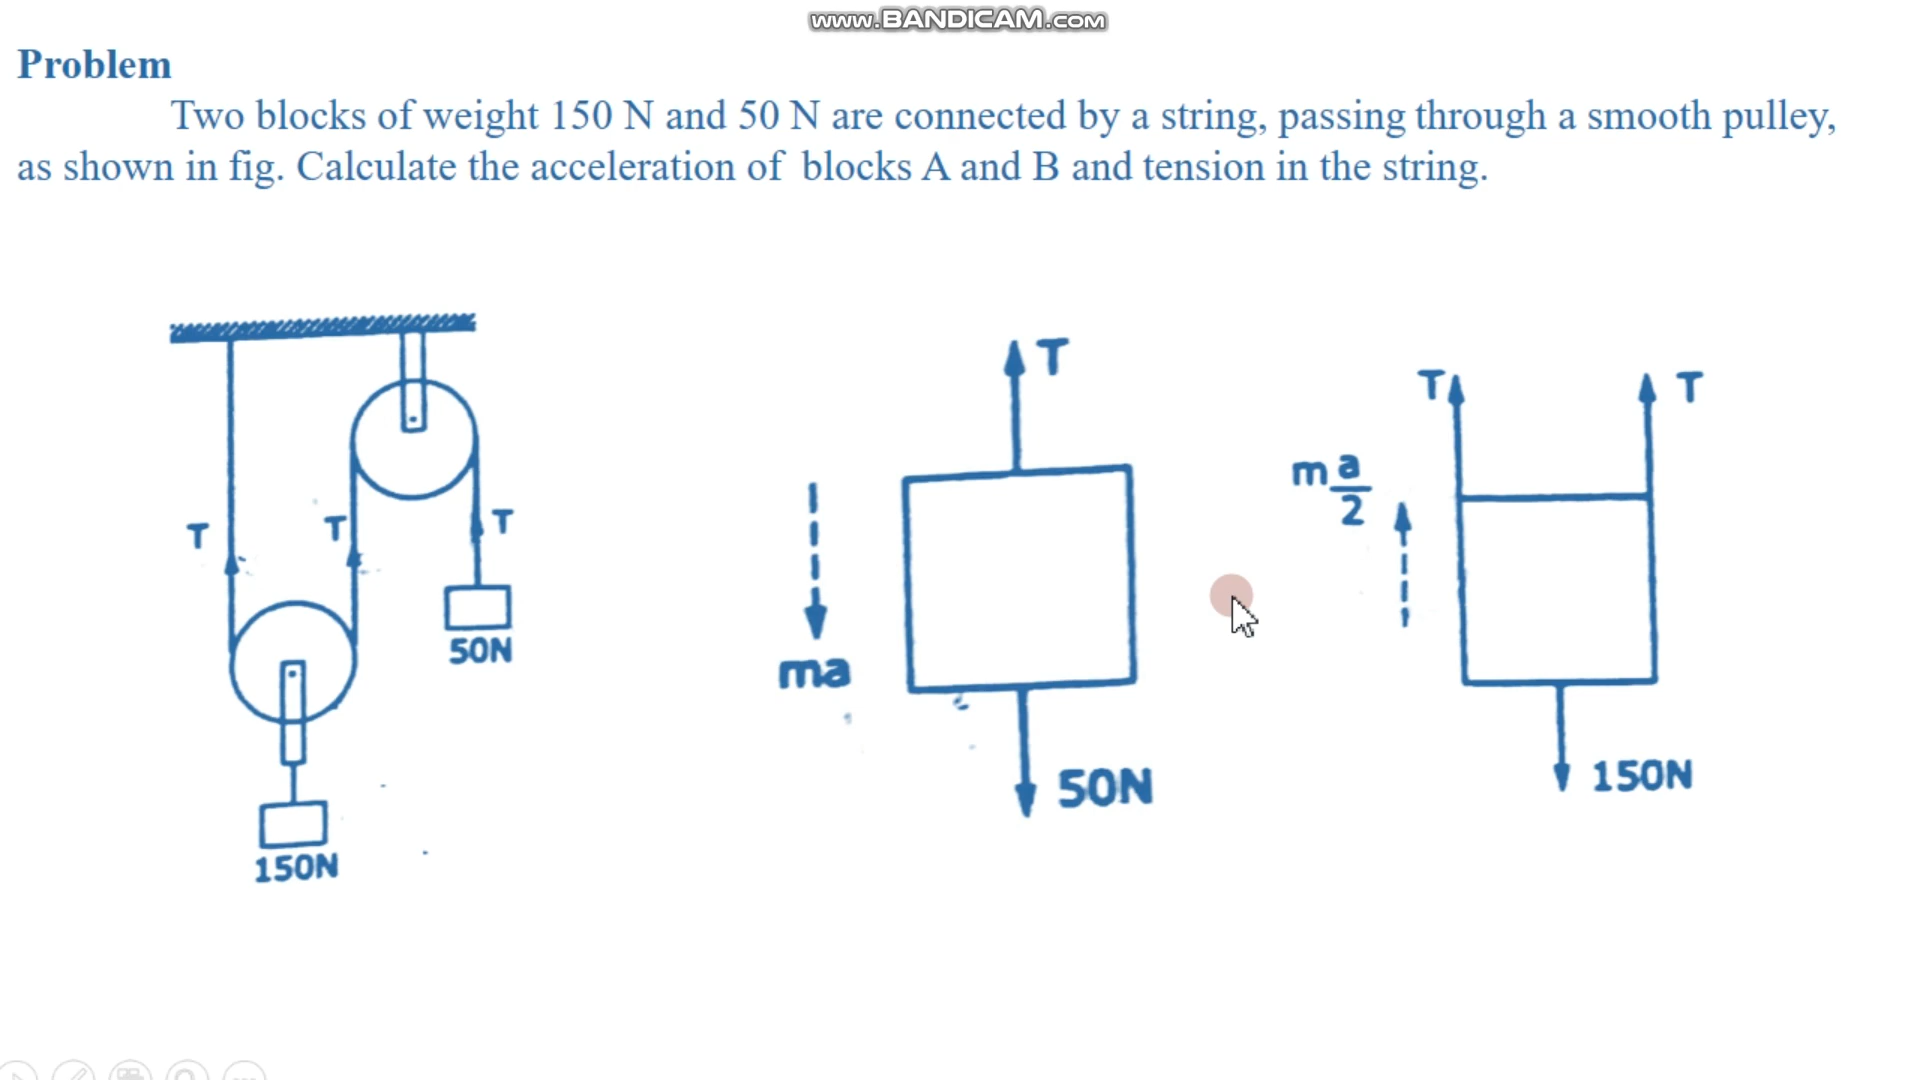 www.BANDICAM.com
Problem
Two blocks of weight 150 N and 50 N are connected by a string, passing through a smooth pulley,
as shown in fig. Calculate the acceleration of blocks A and B and tension in the string.
T
T
T
50N
150N
T
ma
50N
T
T
m a/2
150N